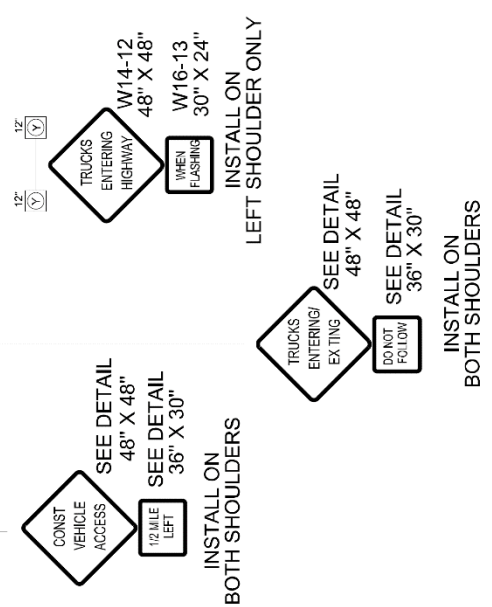 12" 12"
Y Y
TRUCKS
ENTERING
HIGHWAY
W14-12
48" X 48"
WHEN
FLASHING
W16-13
30" X 24"
INSTALL ON
LEFT SHOULDER ONLY
TRUCKS
ENTERING/
EX TING
SEE DETAIL
48" X 48"
DO NOT
FOLLOW
SEE DETAIL
36" X 30"
INSTALL ON
BOTH SHOULDERS
CONST
VEHICLE
ACCESS
SEE DETAIL
48" X 48"
1/2 MILE
LEFT
SEE DETAIL
36" X 30"
INSTALL ON
BOTH SHOULDERS